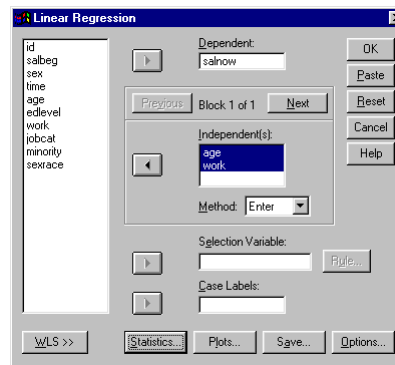 Linear Regression
id
salbeg
sex
time
age
edlevel
work
jobcat
minority
sexrace
Dependent:
salnow
Previous Block 1 of 1 Next
Independent(s):
age
work
Method: Enter
Selection Variable:
Rule...
Case Labels:
OK
Paste
Reset
Cancel
Help
WLS >> Statistics... Plots... Save... Options...